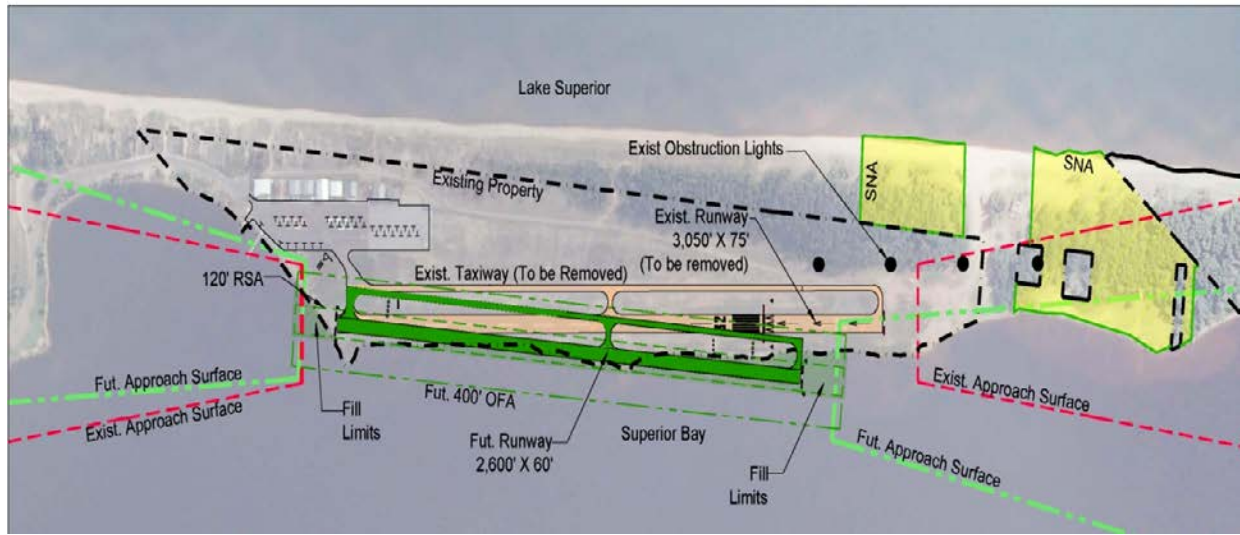 Lake Superior
Exist Obstruction Lights
SNA
SNA
Existing Property
Exist. Runway
3,050' X 75'
(To be removed)
120' RSA
Exist. Taxiway (To be Removed)
Fut. Approach Surface
Exist. Approach Surface
Fill
Limits
Fut. 400' OFA
Fut. Runway
2,600' X 60'
Superior Bay
Fill
Limits
Exist. Approach Surface
Fut. Approach Surface